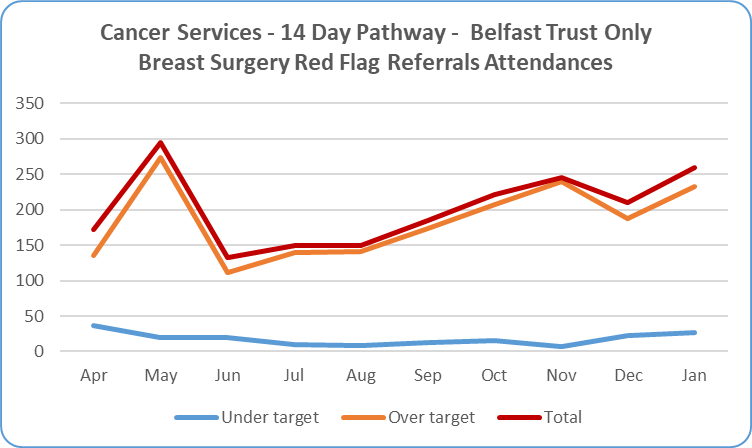 Cancer Services - 14 Day Pathway -  Belfast Trust Only
Breast Surgery Red Flag Referrals Attendances
350
300
250
200
150
100
50
0
Apr May Jun Jul Aug Sep Oct Nov Dec Jan
Under target Over target Total